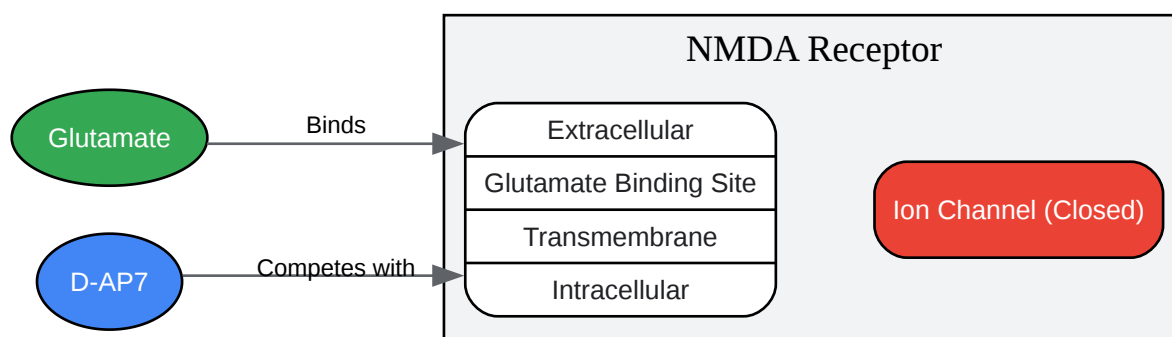 NMDA Receptor
Glutamate
Binds
Extracellular
Glutamate Binding Site
Transmembrane
Intracellular
Ion Channel (Closed)
D-AP7
Competes with